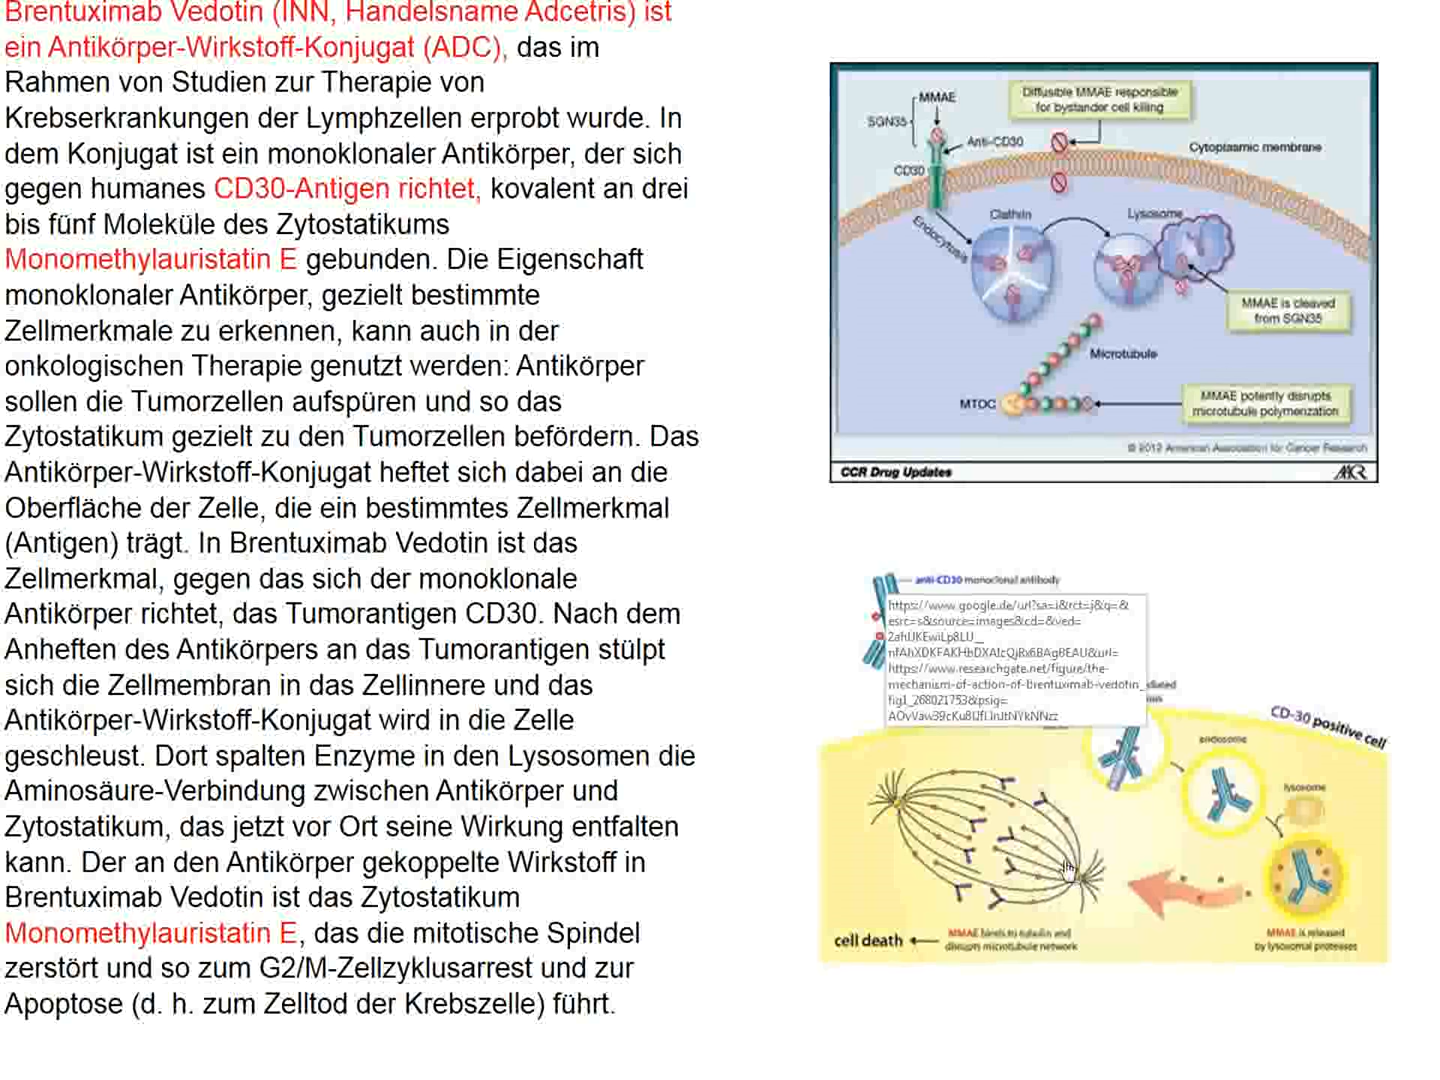 Brentuximab Vedotin (INN, Handelsname Adcetris) ist
ein Antikörper-Wirkstoff-Konjugat (ADC), das im
Rahmen von Studien zur Therapie von
Krebserkrankungen der Lymphzellen erprobt wurde. In
dem Konjugat ist ein monoklonaler Antikörper, der sich
gegen humanes CD30-Antigen richtet, kovalent an drei
bis fünf Moleküle des Zytostatikums
Monomethylauristatin E gebunden. Die Eigenschaft
monoklonaler Antikörper, gezielt bestimmte
Zellmerkmale zu erkennen, kann auch in der
onkologischen Therapie genutzt werden: Antikörper
sollen die Tumorzellen aufspüren und so das
Zytostatikum gezielt zu den Tumorzellen befördern. Das
Antikörper-Wirkstoff-Konjugat heftet sich dabei an die
Oberfläche der Zelle, die ein bestimmtes Zellmerkmal
(Antigen) trägt. In Brentuximab Vedotin ist das
Zellmerkmal, gegen das sich der monoklonale
Antikörper richtet, das Tumorantigen CD30. Nach dem
Anheften des Antikörpers an das Tumorantigen stülpt
sich die Zellmembran in das Zellinnere und das
Antikörper-Wirkstoff-Konjugat wird in die Zelle
geschleust. Dort spalten Enzyme in den Lysosomen die
Aminosäure-Verbindung zwischen Antikörper und
Zytostatikum, das jetzt vor Ort seine Wirkung entfalten
kann. Der an den Antikörper gekoppelte Wirkstoff in
Brentuximab Vedotin ist das Zytostatikum
Monomethylauristatin E, das die mitotische Spindel
zerstört und so zum G2/M-Zellzyklusarrest und zur
Apoptose (d. h. zum Zelltod der Krebszelle) führt.
MMAE
SGN35
Diffusible MMAE responsible
for bystander cell killing
Anti-CD30
Cytoplasmic membrane
CD30
Endocytosis
Clathrin
Lysosome
MMAE is cleaved
from SGN35
Microtubule
MTOC
MMAE potently disrupts
microtubule polymerization
© 2012 American Association for Cancer Research
CCR Drug Updates
AACR
anti-CD30 monoclonal antibody
https://www.google.de/url?sa=i&rct=j&q=&
esrc=s&source=images&cd=&ved=
https://www.researchgate.net/figure/the-
mechanism-of-action-of-brentuximab-vedotin_
fig1_268021753&psig=
CD-30 positive cell
endosome
lysosome
cell death
MMAE binds to tubulin and
disrupts microtubule network
MMAE is released
by lysosomal proteases